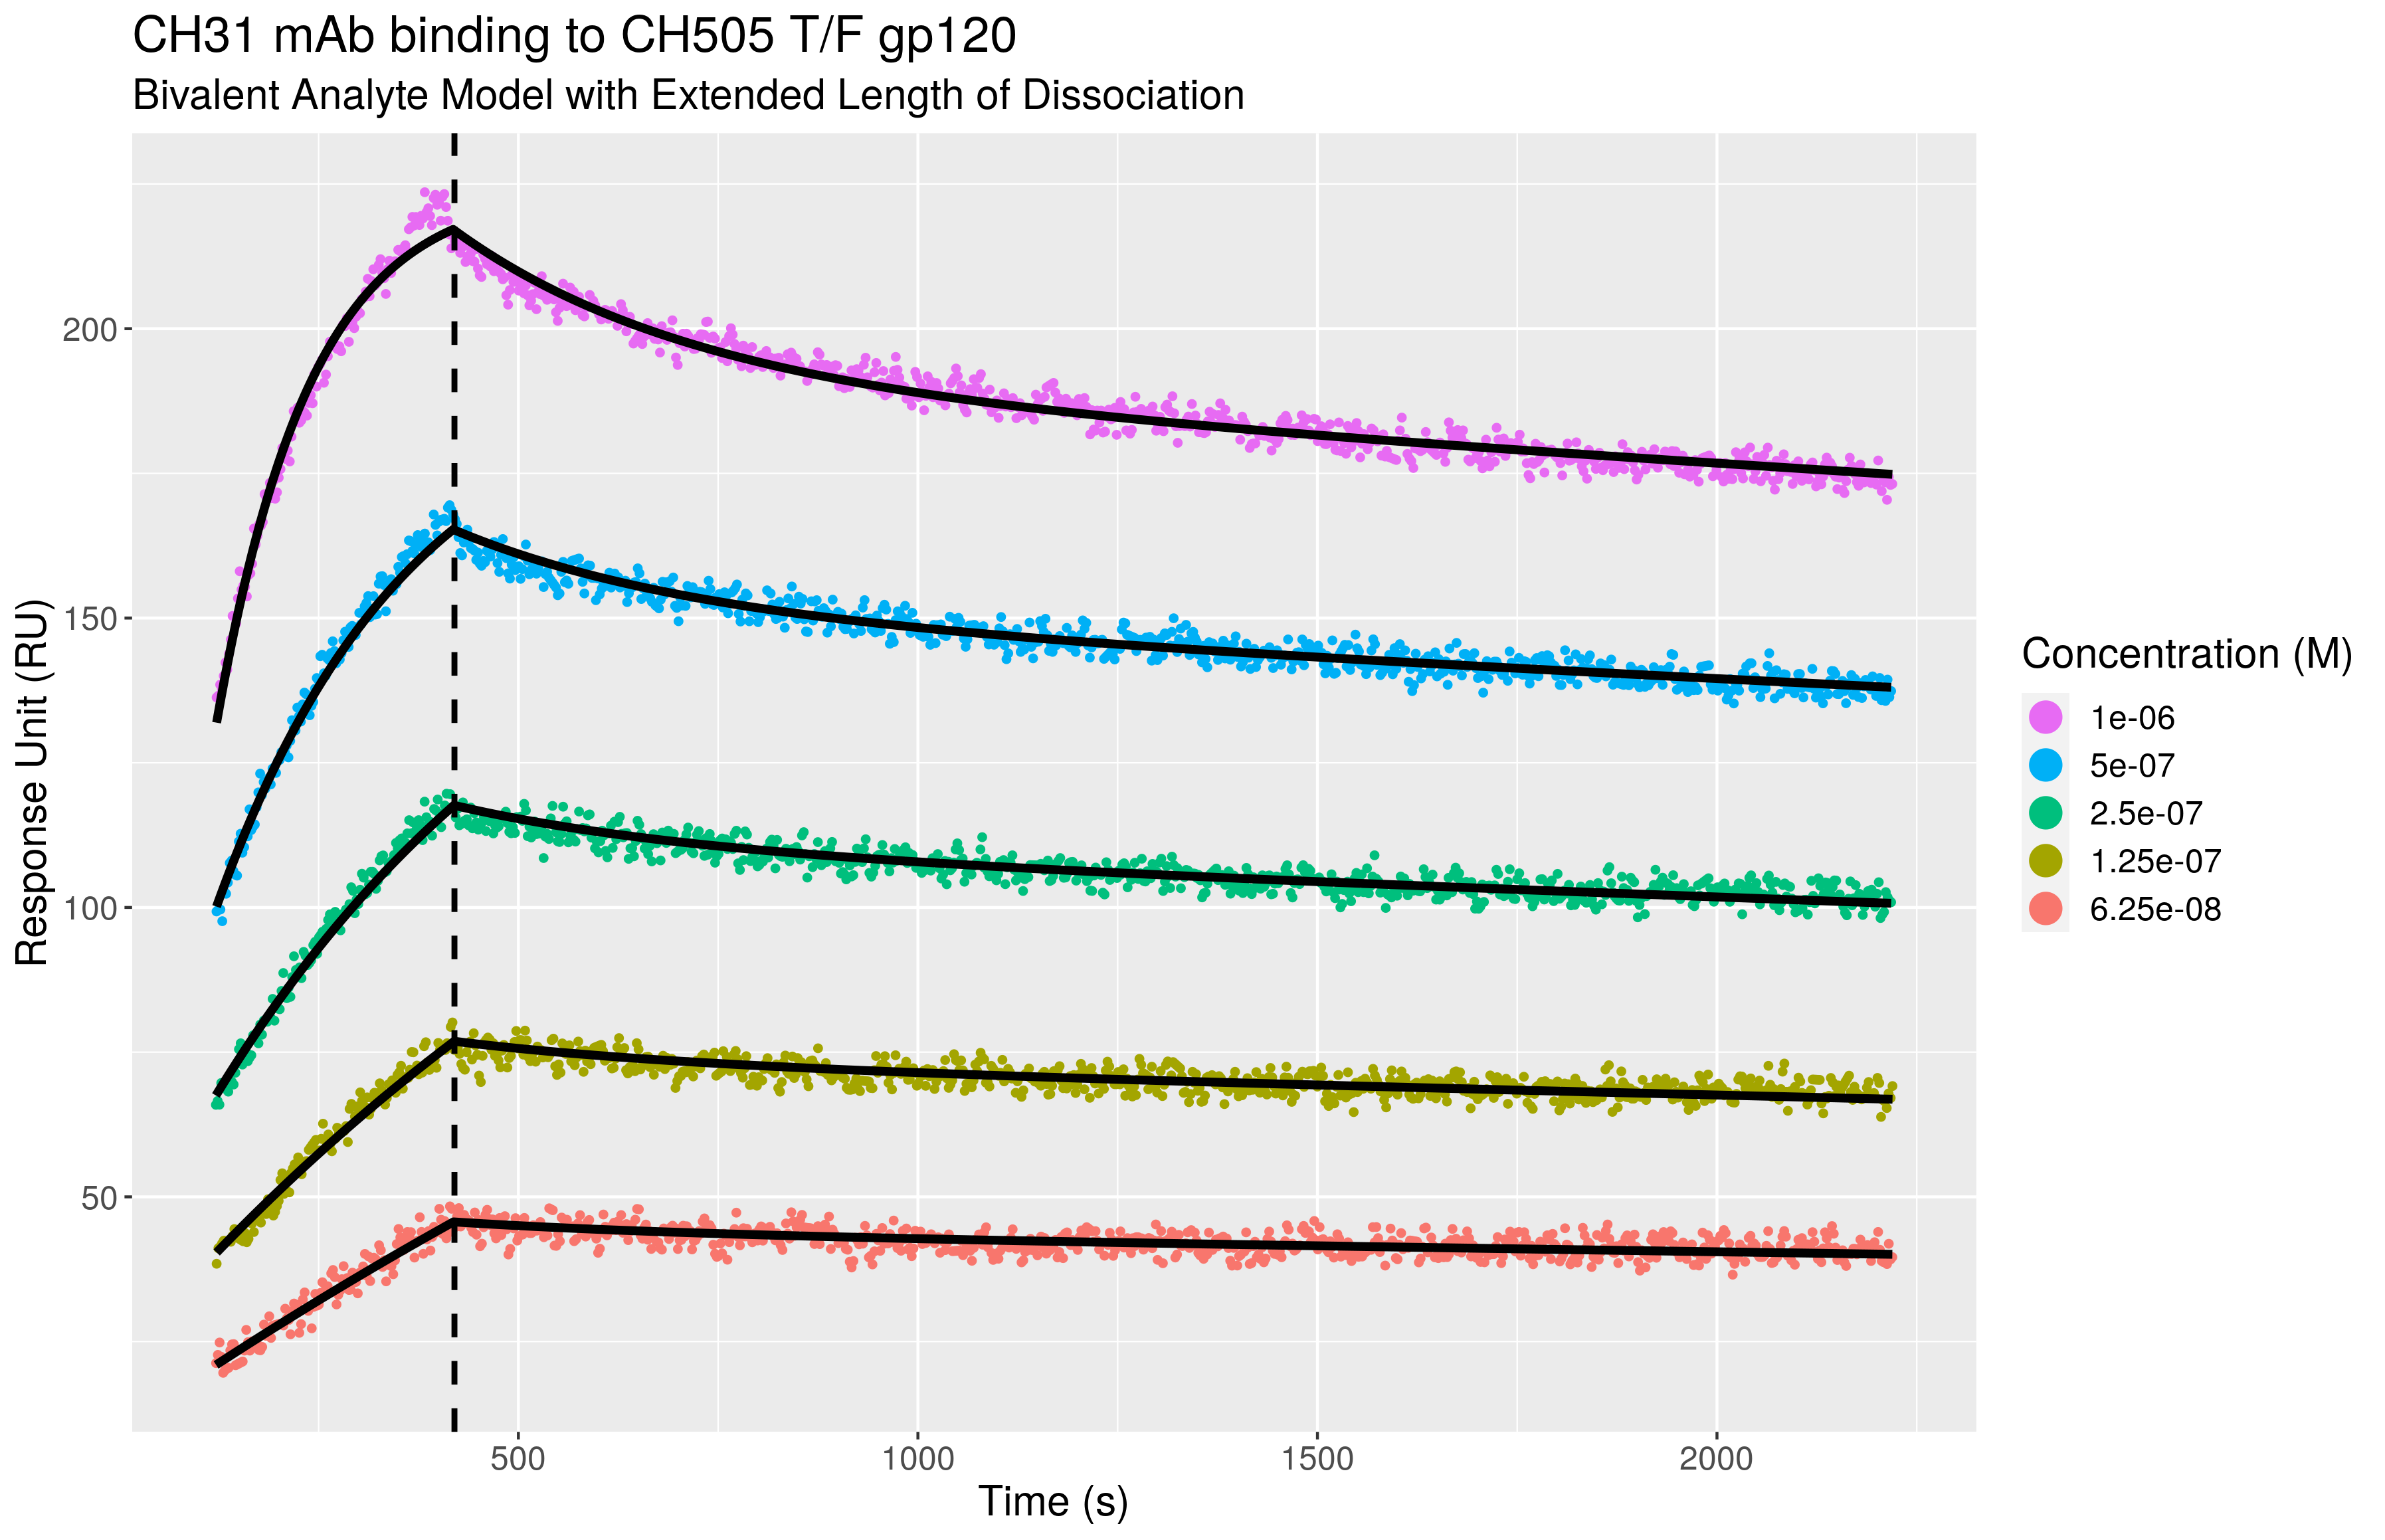 CH31 mAb binding to CH505 T/F gp120
Bivalent Analyte Model with Extended Length of Dissociation
Response Unit (RU)
200
150
100
50
500
1000
1500
2000
Time (s)
Concentration (M)
1e-06
5e-07
2.5e-07
1.25e-07
6.25e-08